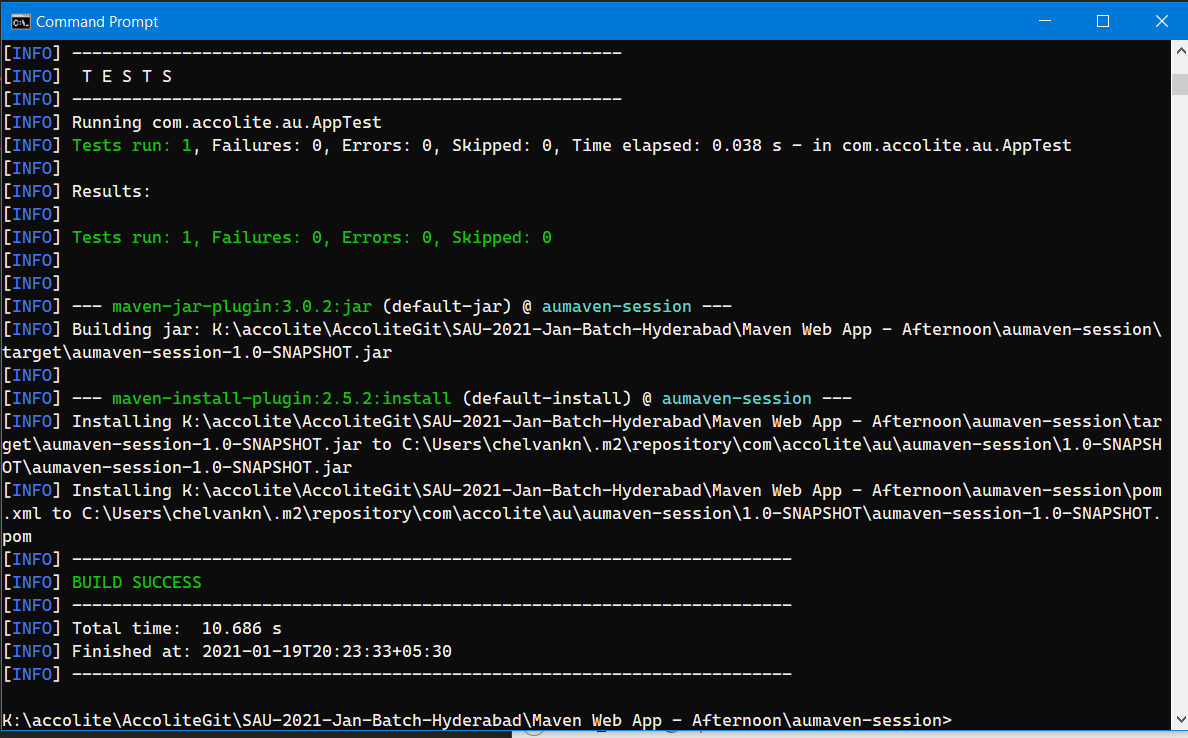 Command Prompt
[INFO] -------------------------------------------------------
[INFO]  T E S T S
[INFO] -------------------------------------------------------
[INFO] Running com.accolite.au.AppTest
[INFO] Tests run: 1, Failures: 0, Errors: 0, Skipped: 0, Time elapsed: 0.038 s - in com.accolite.au.AppTest
[INFO]
[INFO] Results:
[INFO]
[INFO] Tests run: 1, Failures: 0, Errors: 0, Skipped: 0
[INFO]
[INFO]
[INFO] --- maven-jar-plugin:3.0.2:jar (default-jar) @ aumaven-session ---
[INFO] Building jar: K:\accolite\AccoliteGit\SAU-2021-Jan-Batch-Hyderabad\Maven Web App - Afternoon\aumaven-session\
target\aumaven-session-1.0-SNAPSHOT.jar
[INFO]
[INFO] --- maven-install-plugin:2.5.2:install (default-install) @ aumaven-session ---
[INFO] Installing K:\accolite\AccoliteGit\SAU-2021-Jan-Batch-Hyderabad\Maven Web App - Afternoon\aumaven-session\tar
get\aumaven-session-1.0-SNAPSHOT.jar to C:\Users\chelvankn\.m2\repository\com\accolite\au\aumaven-session\1.0-SNAPSH
OT\aumaven-session-1.0-SNAPSHOT.jar
[INFO] Installing K:\accolite\AccoliteGit\SAU-2021-Jan-Batch-Hyderabad\Maven Web App - Afternoon\aumaven-session\pom
.xml to C:\Users\chelvankn\.m2\repository\com\accolite\au\aumaven-session\1.0-SNAPSHOT\aumaven-session-1.0-SNAPSHOT.
pom
[INFO] ------------------------------------------------------------------------
[INFO] BUILD SUCCESS
[INFO] ------------------------------------------------------------------------
[INFO] Total time:  10.686 s
[INFO] Finished at: 2021-01-19T20:23:33+05:30
[INFO] ------------------------------------------------------------------------
K:\accolite\AccoliteGit\SAU-2021-Jan-Batch-Hyderabad\Maven Web App - Afternoon\aumaven-session>